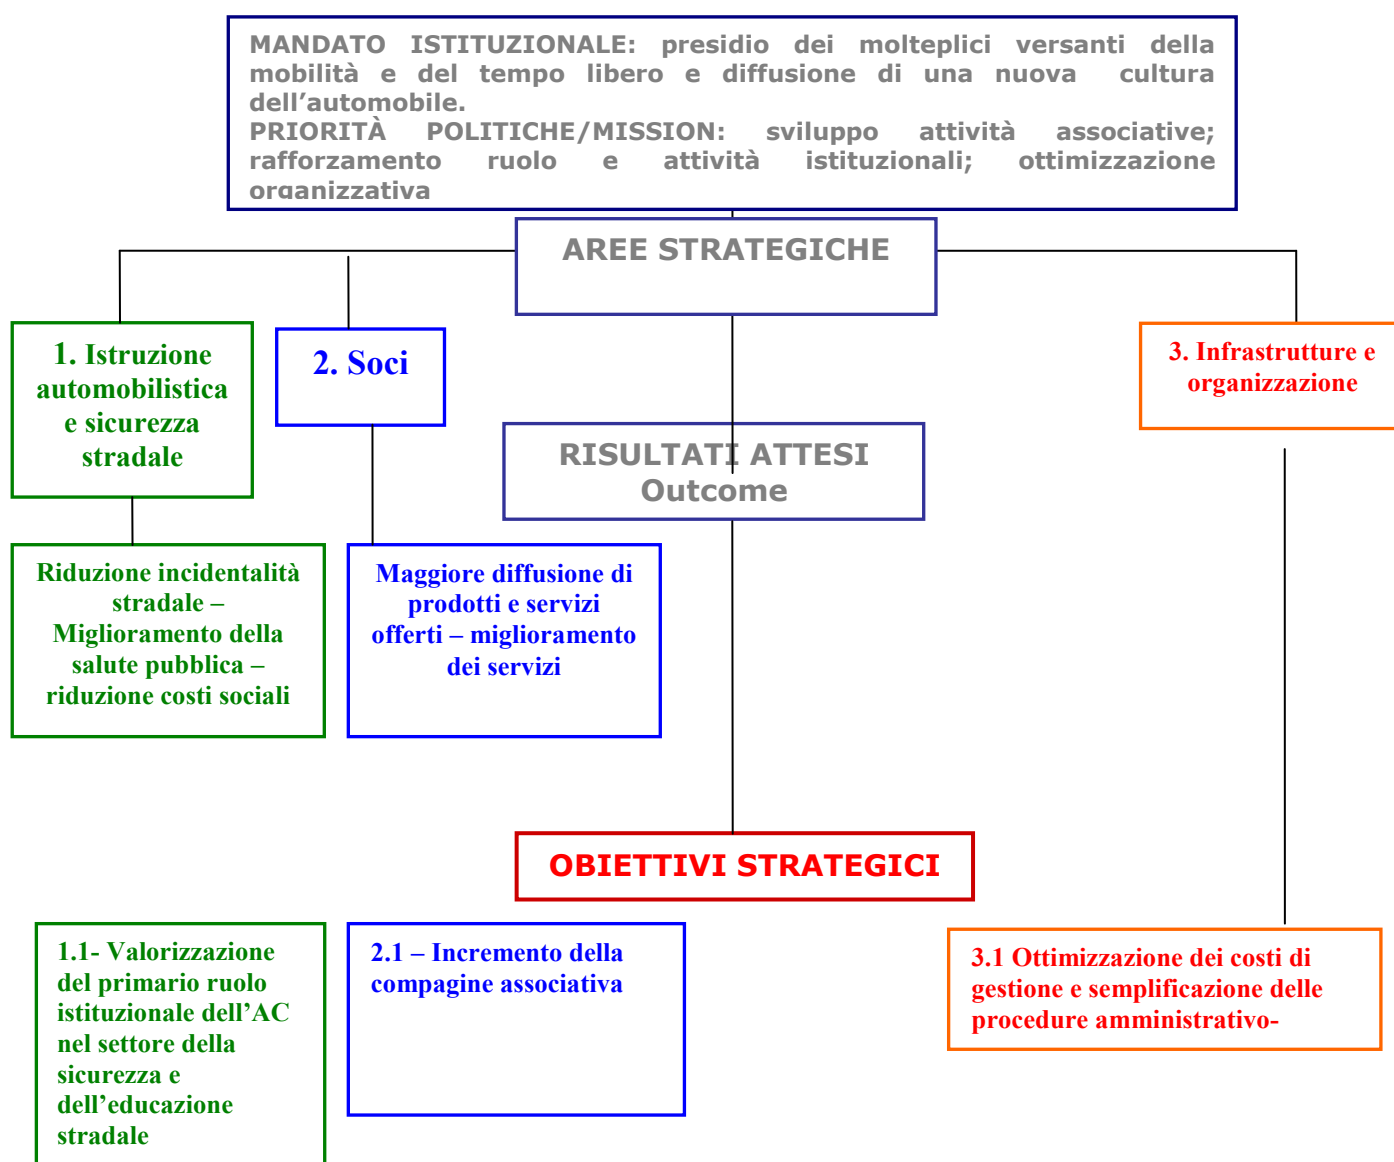 MANDATO ISTITUZIONALE: presidio dei molteplici versanti della
mobilità e del tempo libero e diffusione di una nuova cultura
dell’automobile.
PRIORITÀ POLITICHE/MISSION: sviluppo attività associative;
rafforzamento ruolo e attività istituzionali; ottimizzazione
organizzativa
AREE STRATEGICHE
1. Istruzione
automobilistica
e sicurezza
stradale
2. Soci
3. Infrastrutture e
organizzazione
RISULTATI ATTESI
Outcome
Riduzione incidentalità
stradale –
Miglioramento della
salute pubblica –
riduzione costi sociali
Maggiore diffusione di
prodotti e servizi
offerti – miglioramento
dei servizi
OBIETTIVI STRATEGICI
1.1- Valorizzazione
del primario ruolo
istituzionale dell’AC
nel settore della
sicurezza e
dell’educazione
stradale
2.1 – Incremento della
compagine associativa
3.1 Ottimizzazione dei costi di
gestione e semplificazione delle
procedure amministrativo-